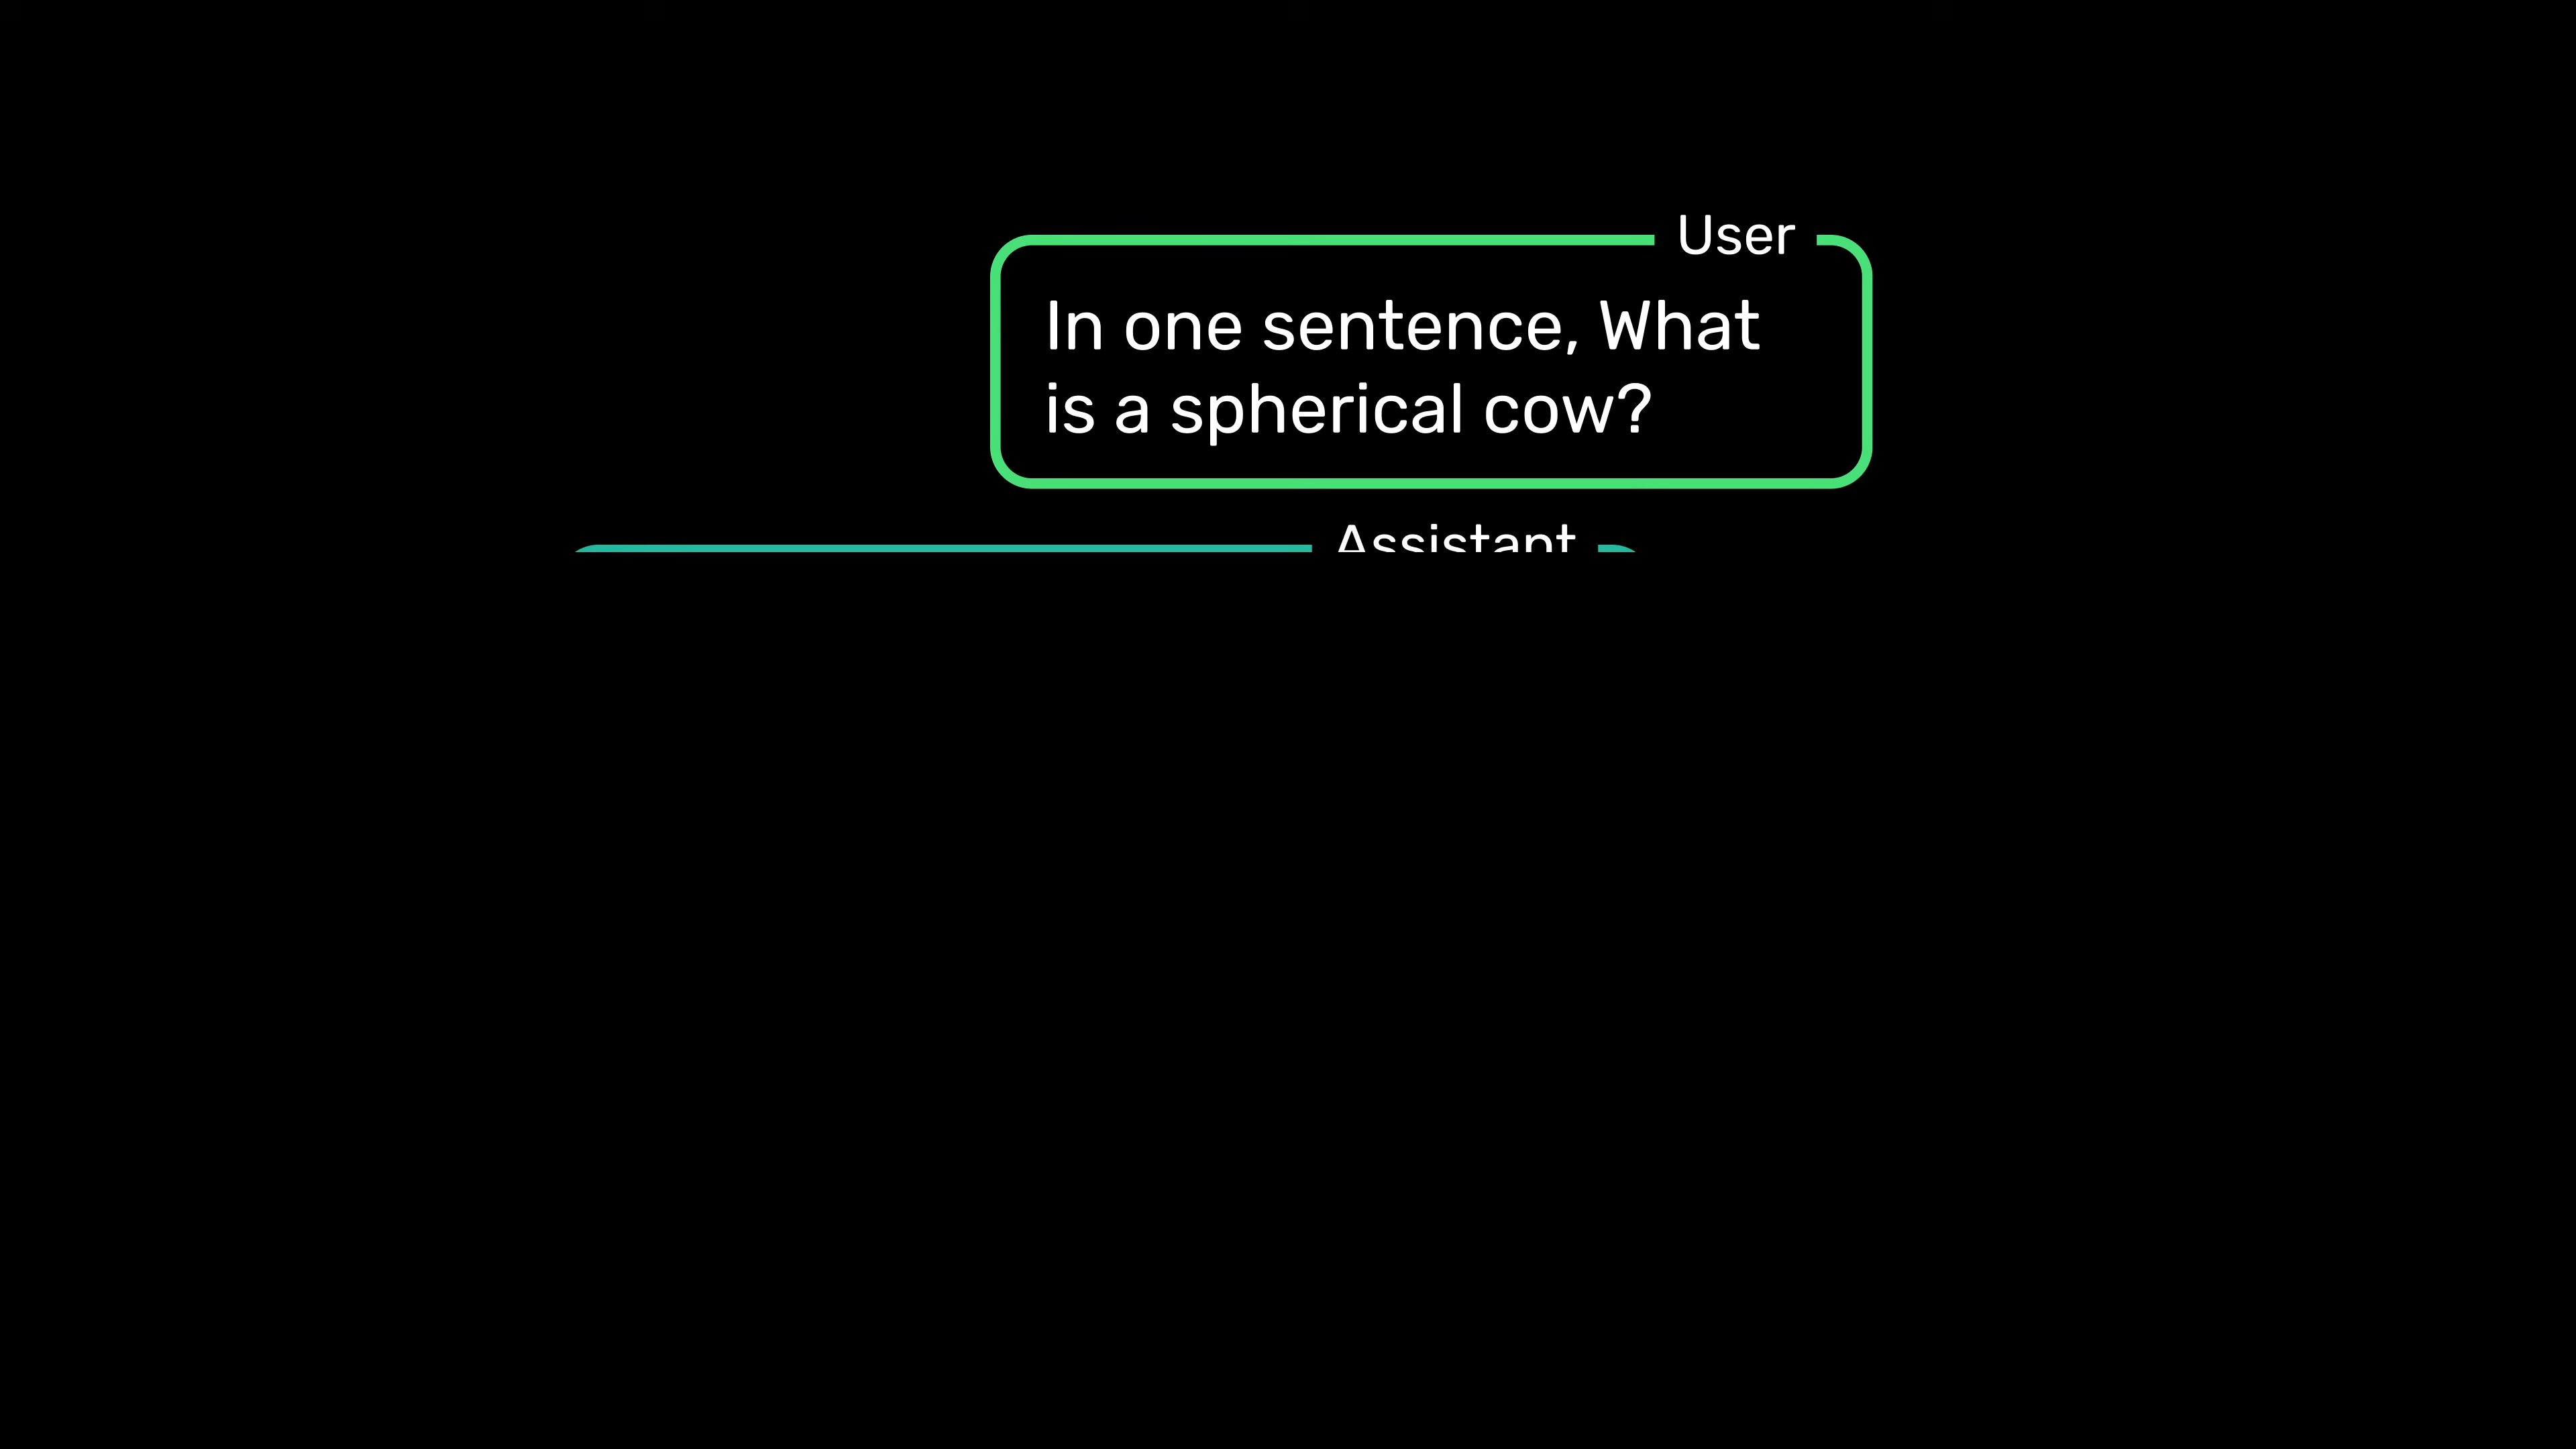 User
In one sentence, What
is a spherical cow?
Assistant